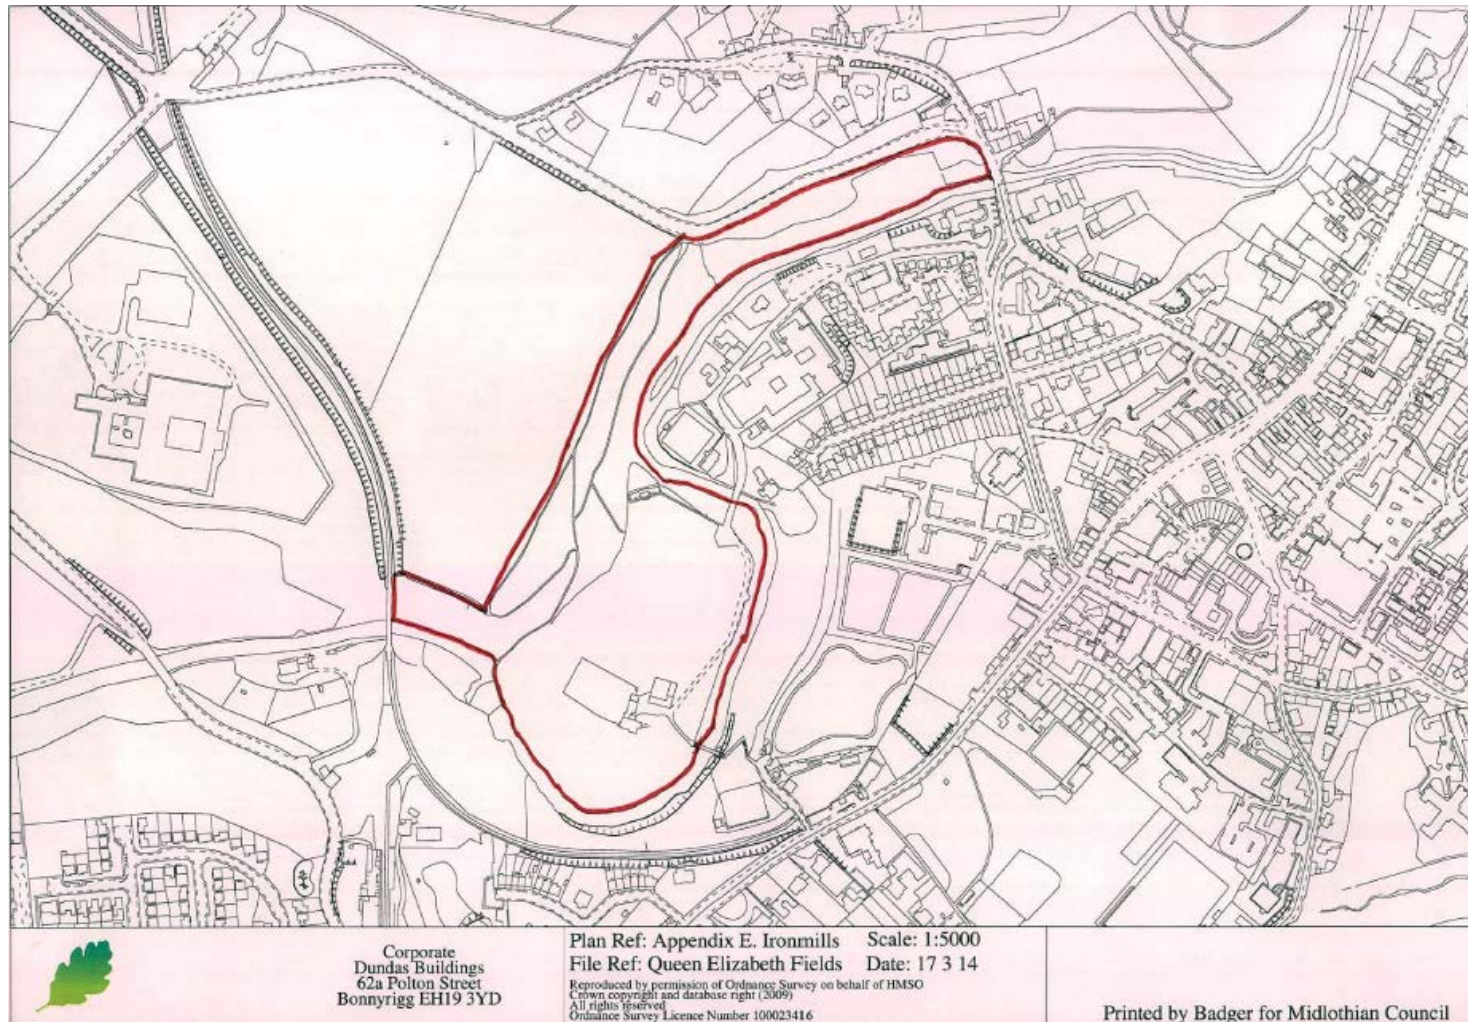 Corporate
Dundas Buildings
62a Polton Street
Bonnyrigg EH19 3YD
Plan Ref: Appendix E. Ironmills Scale: 1:5000
File Ref: Queen Elizabeth Fields Date: 17 3 14
Reproduced by permission of Ordnance Survey on behalf of HMSO
Crown copyright and database right (2009)
All rights reserved
Ordnance Survey Licence Number 100023416
Printed by Badger for Midlothian Council